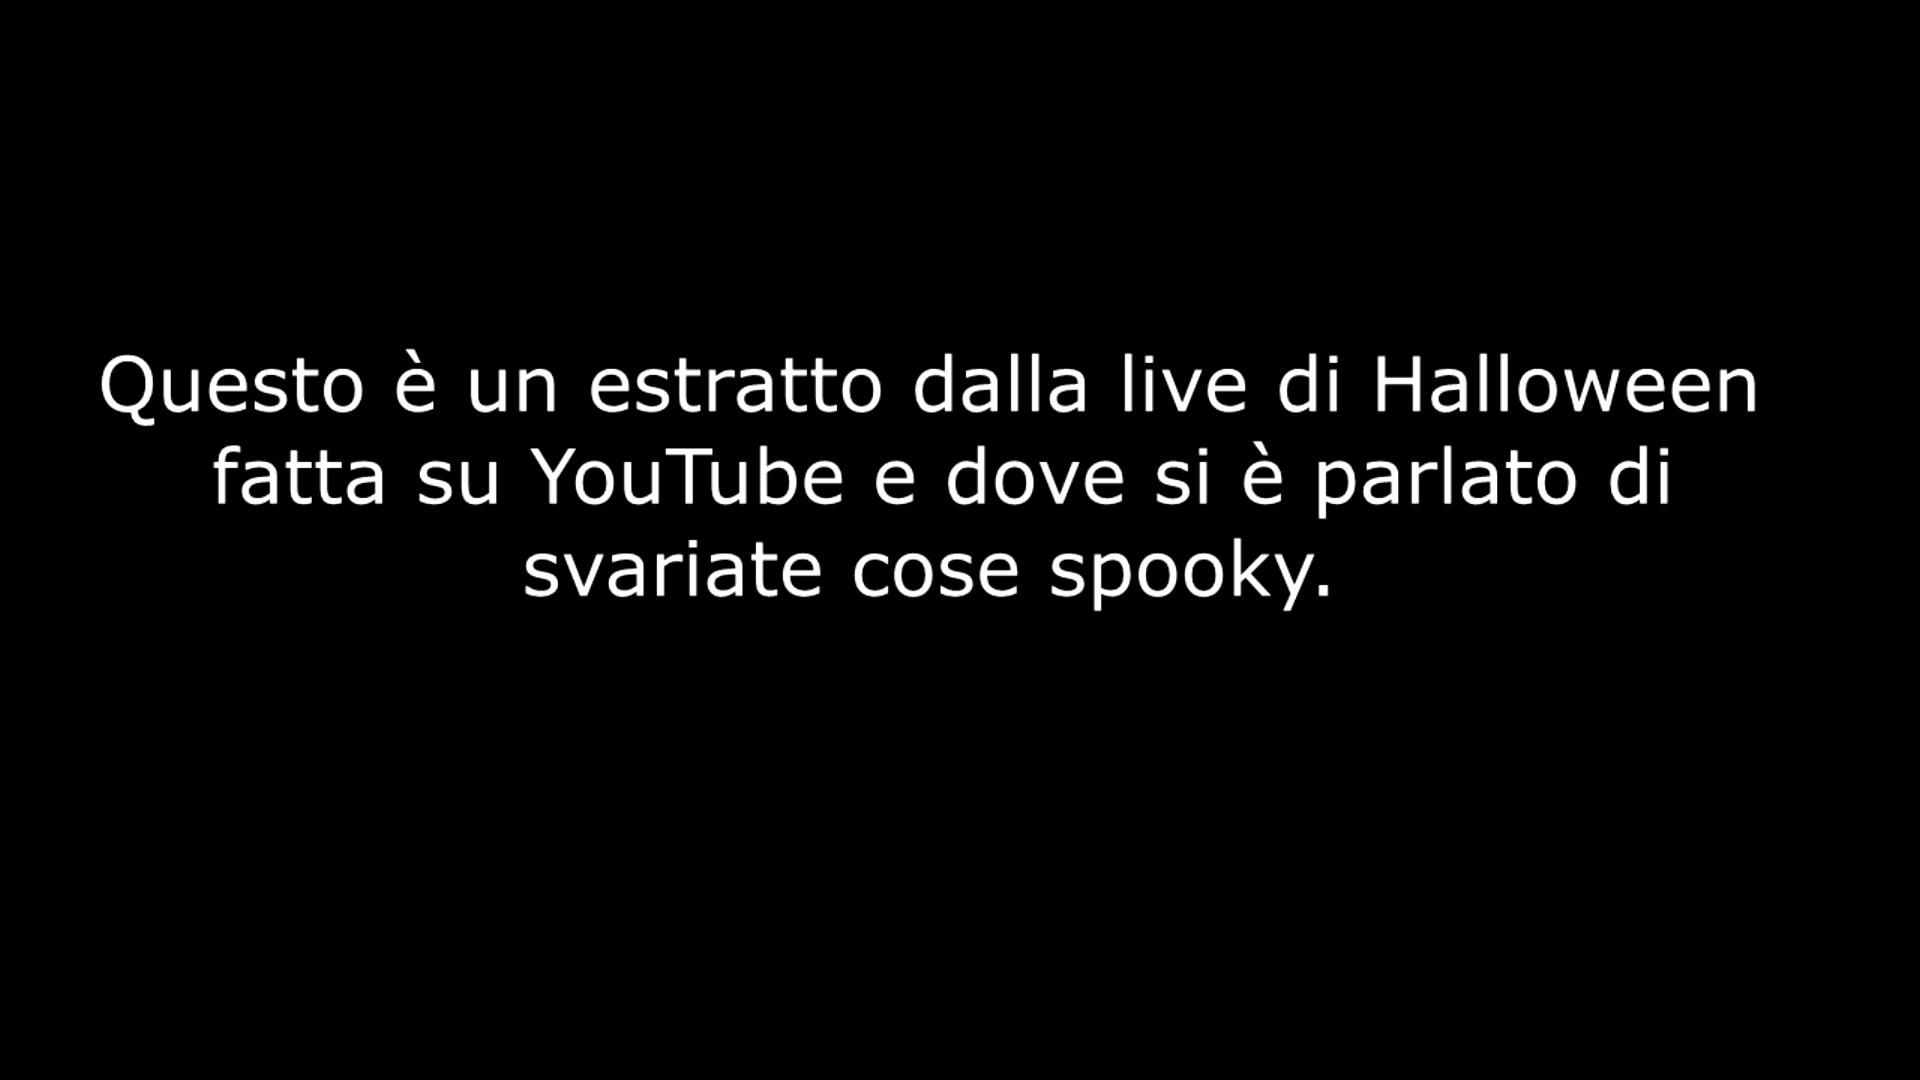 Questo è un estratto dalla live di Halloween
fatta su YouTube e dove si è parlato di
svariate cose spooky.